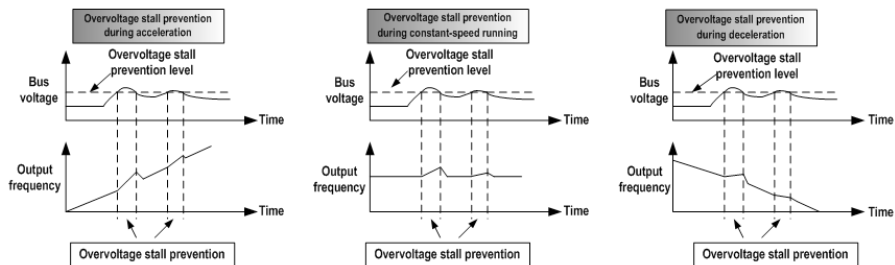 Overvoltage stall prevention
during acceleration
Overvoltage stall
prevention level
Bus
voltage
Time
Output
frequency
Time
Overvoltage stall prevention
Overvoltage stall prevention
during constant-speed running
Overvoltage stall
prevention level
Bus
voltage
Time
Output
frequency
Time
Overvoltage stall prevention
Overvoltage stall prevention
during deceleration
Overvoltage stall
prevention level
Bus
voltage
Time
Output
frequency
Time
Overvoltage stall prevention